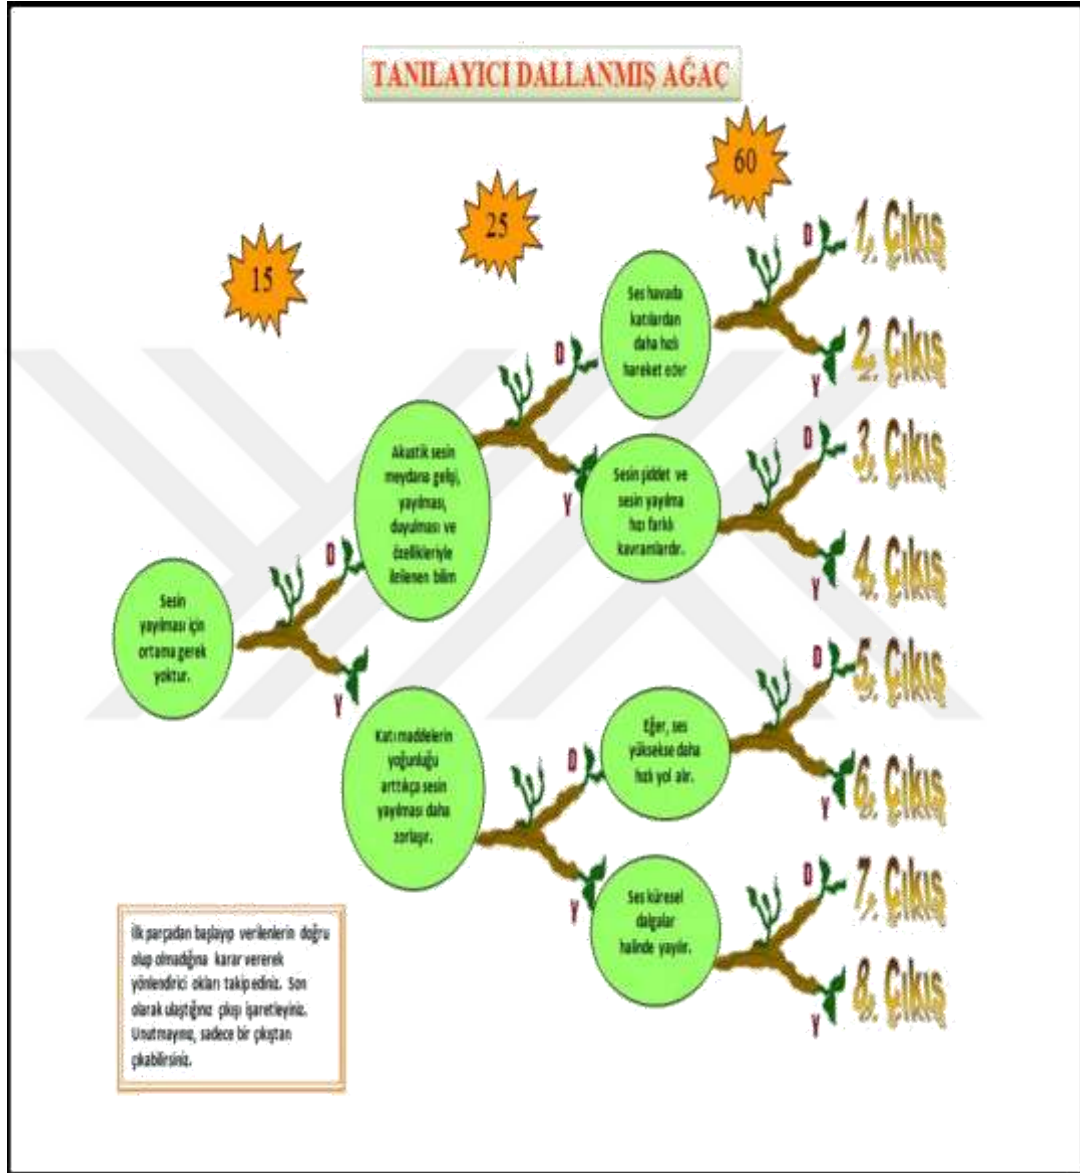 TANILAYICI DALLANMIŞ AĞAÇ
15
25
60
Sesin
yayılması için
ortama gerek
yoktur.
D
Y
Akustik sesin
meydana gelişi,
yayılması,
duyulması ve
özellikleriyle
ilgilenen bilim
D
Y
Katı maddelerin
yoğunluğu
arttıkça sesin
yayılması daha
zorlaşır.
D
Y
Ses havada
katılardan
daha hızlı
hareket eder
D
Y
Sesin şiddet ve
sesin yayılma
hızı farklı
kavramlardır.
D
Y
Eğer, ses
yüksekse daha
hızlı yol alır.
D
Y
Ses küresel
dalgalar
halinde yayılır.
D
Y
1. Çıkış
2. Çıkış
3. Çıkış
4. Çıkış
5. Çıkış
6. Çıkış
7. Çıkış
8. Çıkış
İlk parçadan başlayıp verilenlerin doğru
olup olmadığına karar vererek
yönlendirici okları takip ediniz. Son
olarak ulaştığınız çıkışı işaretleyiniz.
Unutmayınız, sadece bir çıkıştan
çıkabilirsiniz.